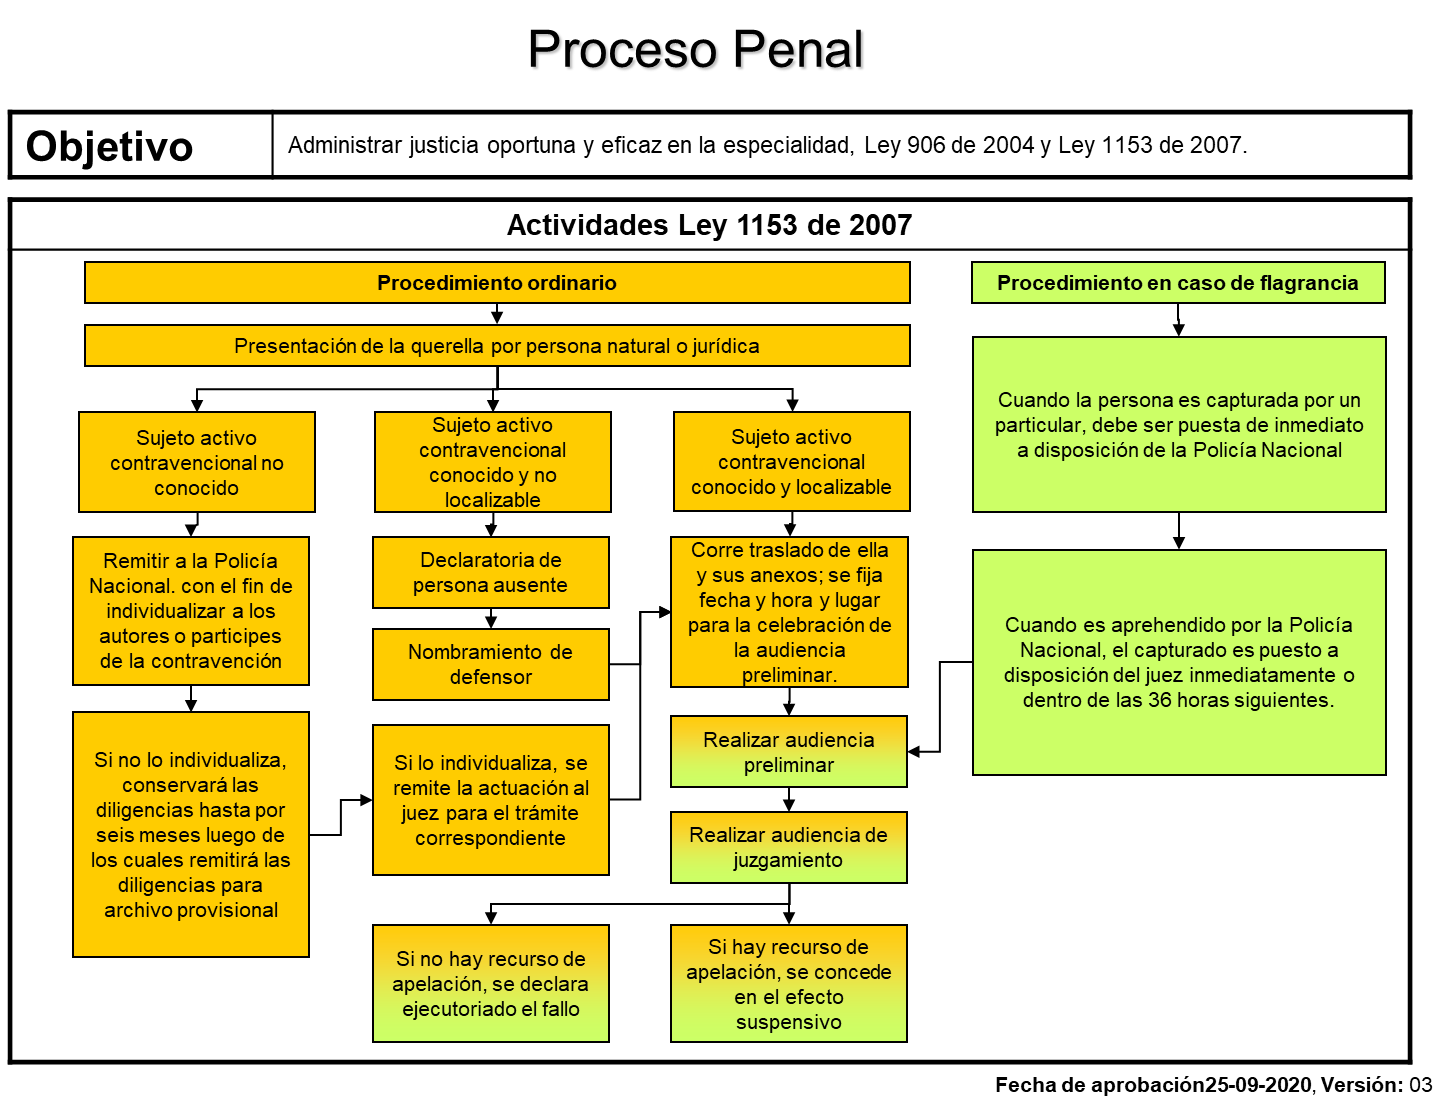 Proceso Penal
Objetivo
Administrar justicia oportuna y eficaz en la especialidad, Ley 906 de 2004 y Ley 1153 de 2007.
Actividades Ley 1153 de 2007
Procedimiento ordinario
Presentación de la querella por persona natural o jurídica
Sujeto activo
contravencional no
conocido
Remitir a la Policía
Nacional. con el fin de
individualizar a los
autores o participes
de la contravención
Si no lo individualiza,
conservará las
diligencias hasta por
seis meses luego de
los cuales remitirá las
diligencias para
archivo provisional
Sujeto activo
contravencional
conocido y no
localizable
Declaratoria de
persona ausente
Nombramiento de
defensor
Si lo individualiza, se
remite la actuación al
juez para el trámite
correspondiente
Sujeto activo
contravencional
conocido y localizable
Corre traslado de ella
y sus anexos; se fija
fecha y hora y lugar
para la celebración de
la audiencia
preliminar.
Realizar audiencia
preliminar
Realizar audiencia de
juzgamiento
Si no hay recurso de
apelación, se declara
ejecutoriado el fallo
Si hay recurso de
apelación, se concede
en el efecto
suspensivo
Procedimiento en caso de flagrancia
Cuando la persona es capturada por un
particular, debe ser puesta de inmediato
a disposición de la Policía Nacional
Cuando es aprehendido por la Policía
Nacional, el capturado es puesto a
disposición del juez inmediatamente o
dentro de las 36 horas siguientes.
Fecha de aprobación25-09-2020, Versión: 03